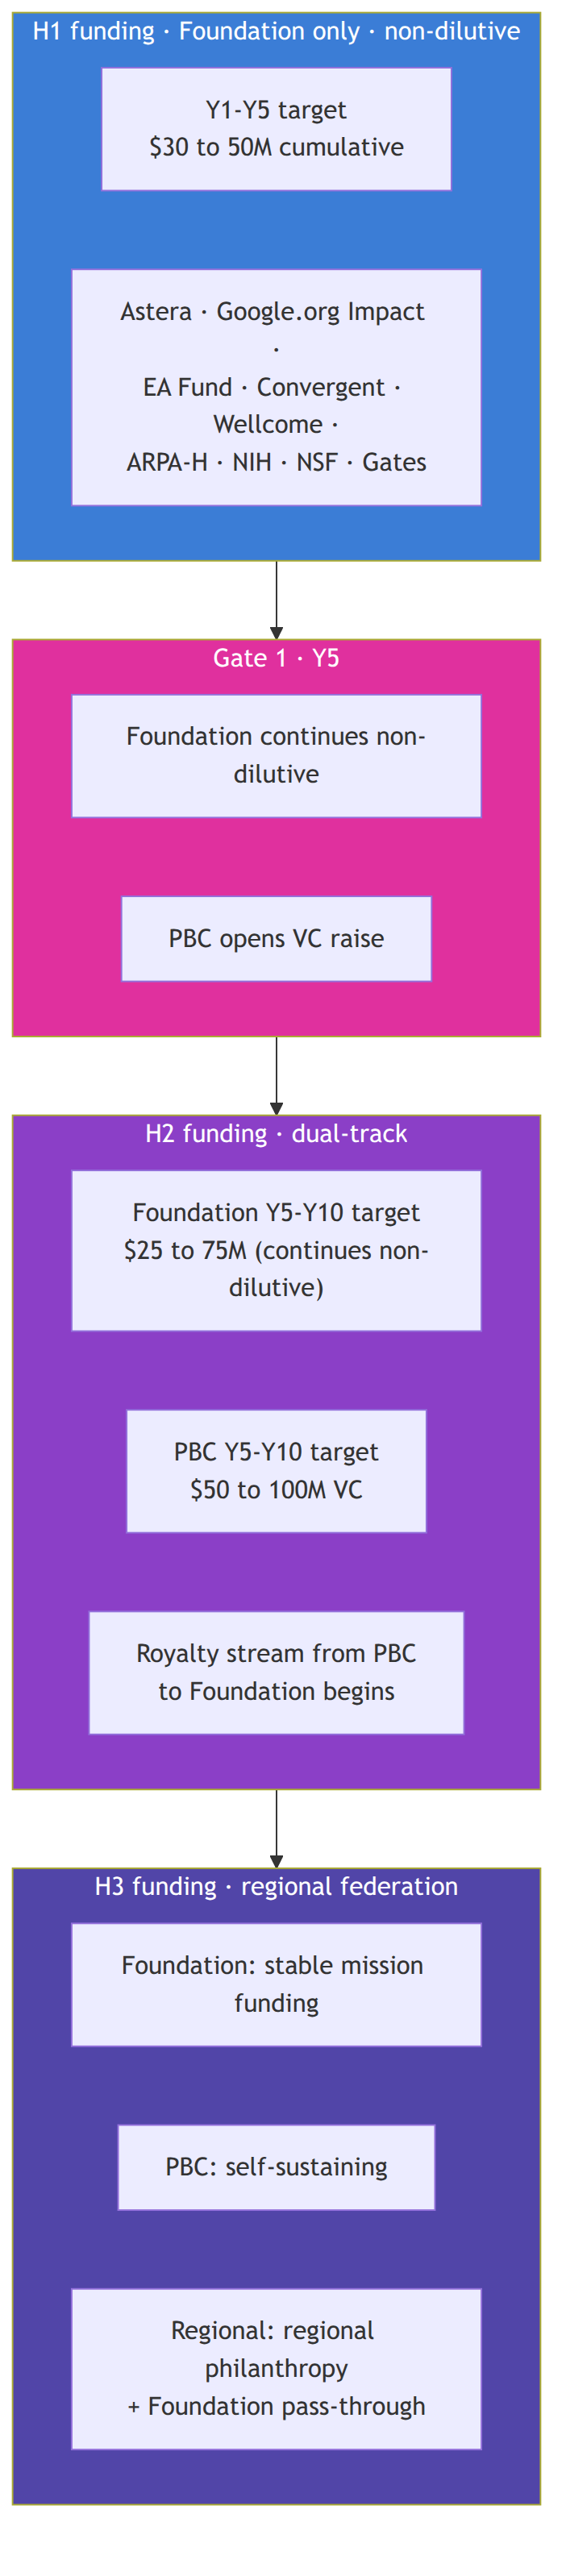 H1 funding · Foundation only · non-dilutive
Y1-Y5 target
$30 to 50M cumulative
Astera · Google.org Impact
·
EA Fund · Convergent ·
Wellcome ·
ARPA-H · NIH · NSF · Gates
Gate 1 · Y5
Foundation continues non-
dilutive
PBC opens VC raise
H2 funding · dual-track
Foundation Y5-Y10 target
$25 to 75M (continues non-
dilutive)
PBC Y5-Y10 target
$50 to 100M VC
Royalty stream from PBC
to Foundation begins
H3 funding · regional federation
Foundation: stable mission
funding
PBC: self-sustaining
Regional: regional
philanthropy
+ Foundation pass-through